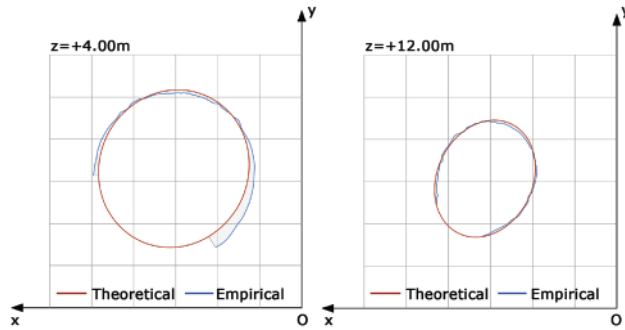 y
z=+4.00m
Theoretical Empirical
x O
y
z=+12.00m
Theoretical Empirical
x O